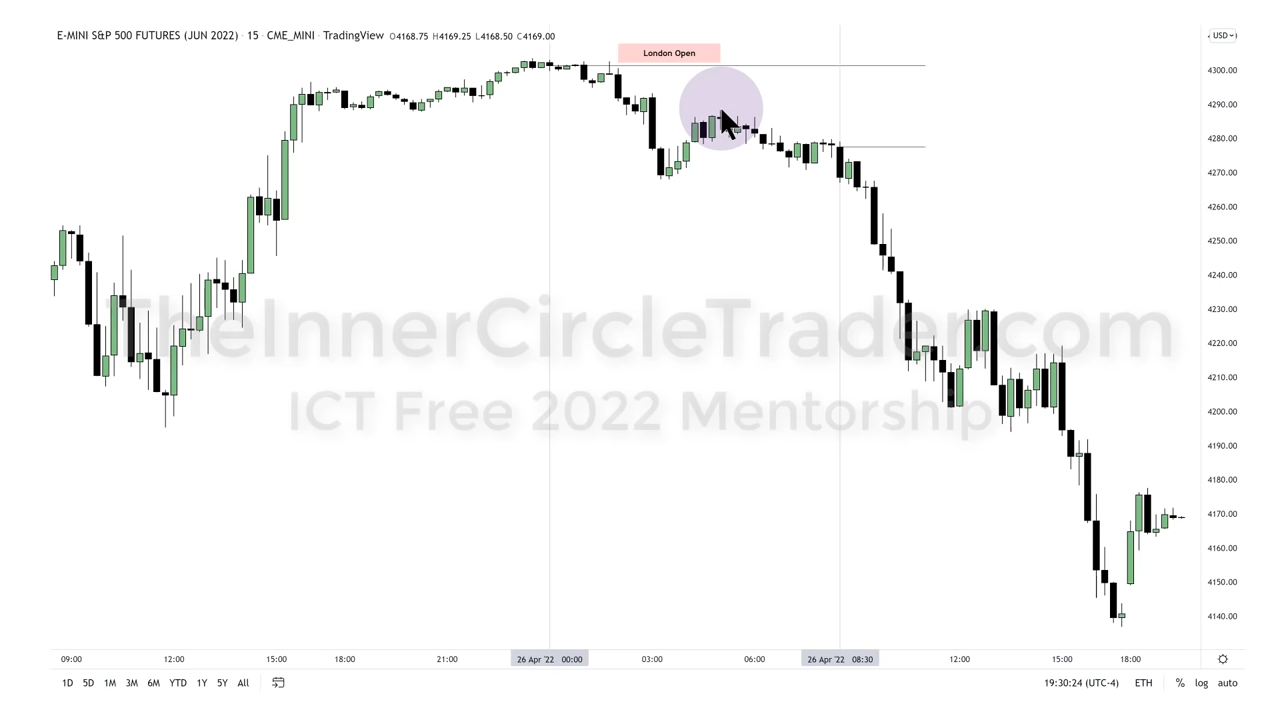 E-MINI S&P 500 FUTURES (JUN 2022) · 15 · CME_MINI · TradingView O4168.75 H4169.25 L4168.50 C4169.00
USD
London Open
4300.00
4290.00
4280.00
4270.00
4260.00
4250.00
4240.00
4230.00
4220.00
4210.00
4200.00
4190.00
4180.00
4170.00
4160.00
4150.00
4140.00
TheInnerCircleTrader.com
ICT Free 2022 Mentorship
09:00 12:00 15:00 18:00 21:00 26 Apr '22 00:00 03:00 06:00 26 Apr '22 08:30 12:00 15:00 18:00
1D 5D 1M 3M 6M YTD 1Y 5Y All 19:30:24 (UTC-4) ETH % log auto